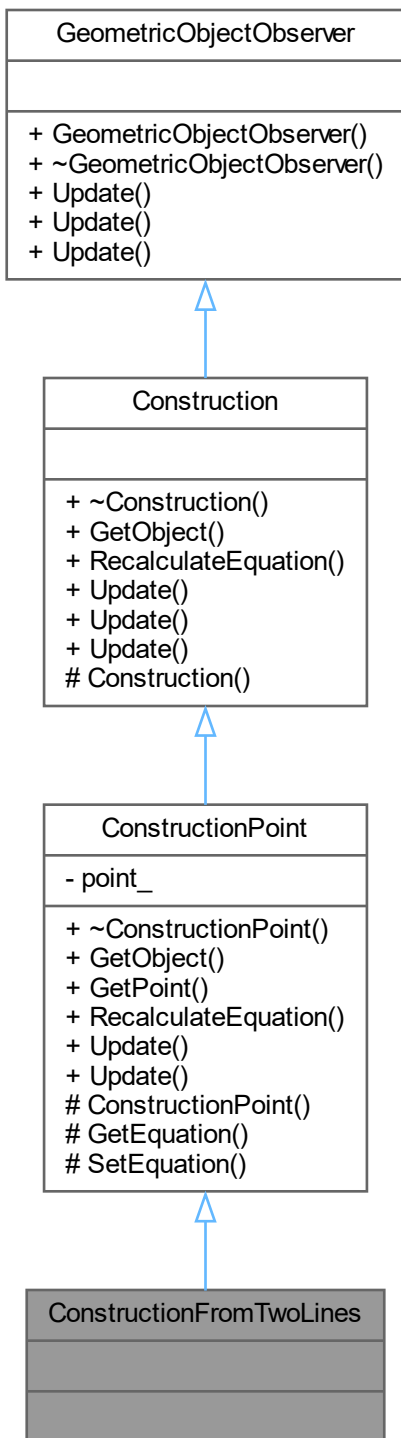 GeometricObjectObserver
+ GeometricObjectObserver()
+ ~GeometricObjectObserver()
+ Update()
+ Update()
+ Update()
Construction
+ ~Construction()
+ GetObject()
+ RecalculateEquation()
+ Update()
+ Update()
+ Update()
# Construction()
ConstructionPoint
- point_
+ ~ConstructionPoint()
+ GetObject()
+ GetPoint()
+ RecalculateEquation()
+ Update()
+ Update()
# ConstructionPoint()
# GetEquation()
# SetEquation()
ConstructionFromTwoLines